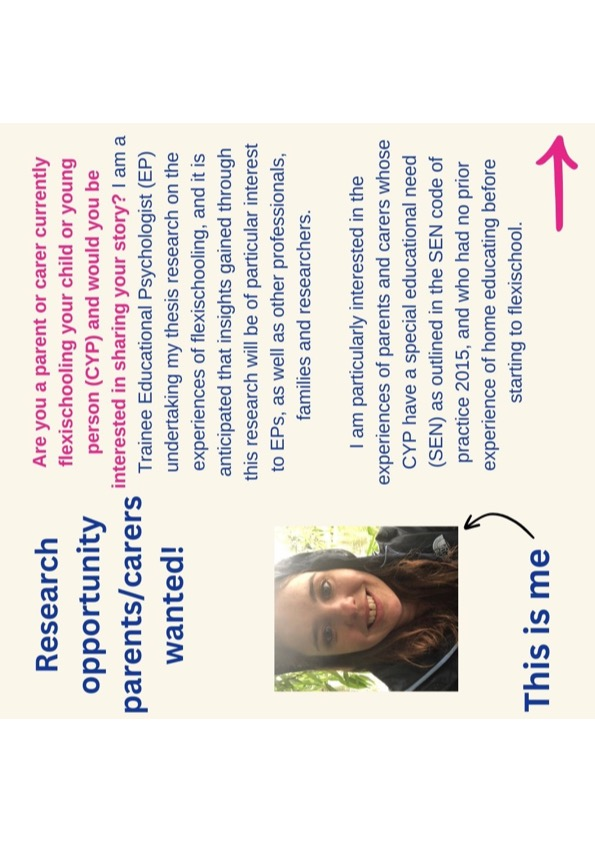 Research
opportunity
parents/carers
wanted!
This is me
Are you a parent or carer currently
flexischooling your child or young
person (CYP) and would you be
interested in sharing your story? I am a
Trainee Educational Psychologist (EP)
undertaking my thesis research on the
experiences of flexischooling, and it is
anticipated that insights gained through
this research will be of particular interest
to EPs, as well as other professionals,
families and researchers.
I am particularly interested in the
experiences of parents and carers whose
CYP have a special educational need
(SEN) as outlined in the SEN code of
practice 2015, and who had no prior
experience of home educating before
starting to flexischool.